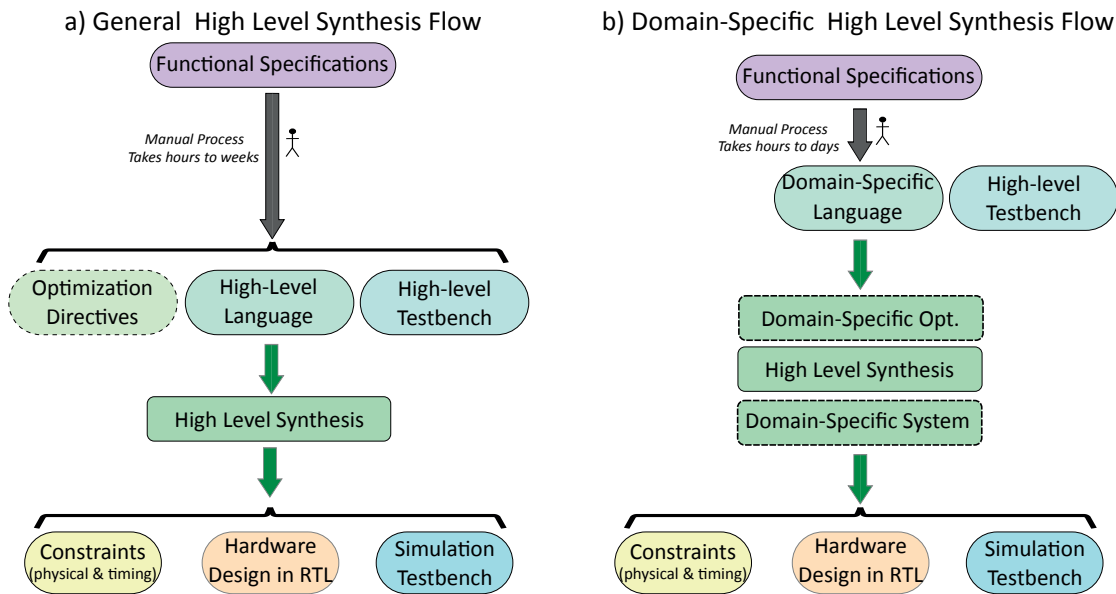 a) General High Level Synthesis Flow
Functional Specifications
Manual Process
Takes hours to weeks
Optimization
Directives
High-Level
Language
High-level
Testbench
High Level Synthesis
Constraints
(physical & timing)
Hardware
Design in RTL
Simulation
Testbench
b) Domain-Specific High Level Synthesis Flow
Functional Specifications
Manual Process
Takes hours to days
Domain-Specific
Language
High-level
Testbench
Domain-Specific Opt.
High Level Synthesis
Domain-Specific System
Constraints
(physical & timing)
Hardware
Design in RTL
Simulation
Testbench